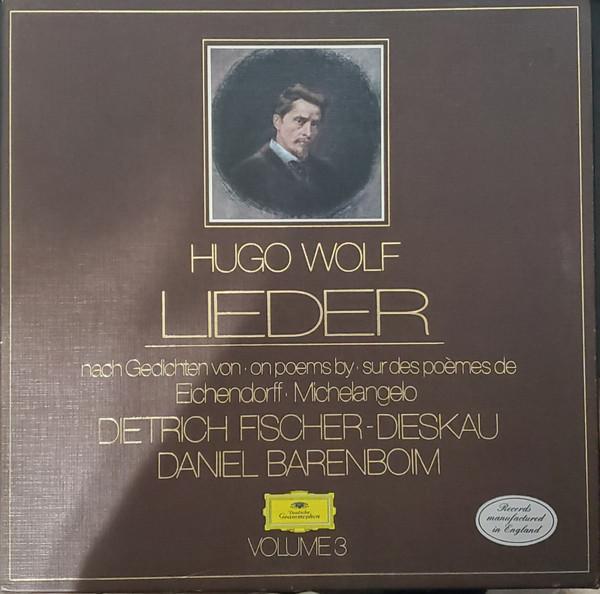 HUGO WOLF
LIEDER
nach Gedichten von · on poems by · sur des poèmes de
Eichendorff · Michelangelo
DIETRICH FISCHER-DIESKAU
DANIEL BARENBOIM
Deutsche
Grammophon
VOLUME 3
Records
manufactured
in England